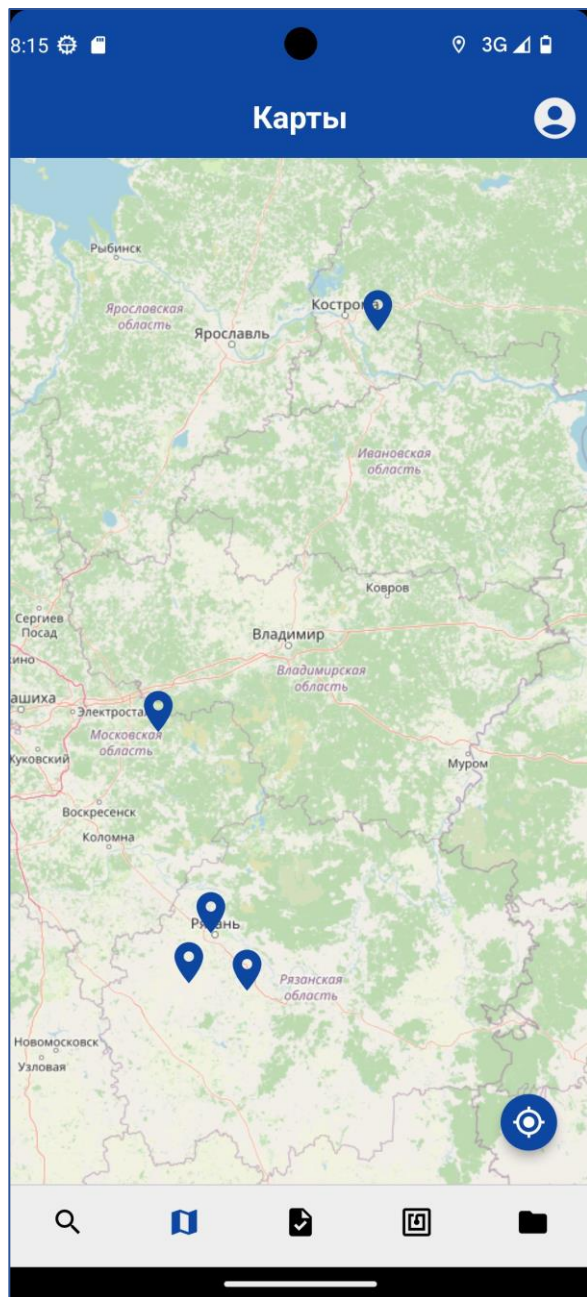 8:15
3G
Карты
Рыбинск
Ярославская
область
Кострома
Ярославль
Ивановская
область
Ковров
Сергиев
Посад
Владимир
Владимирская
область
Электроста
Московская
область
Муром
Воскресенск
Коломна
Рязань
Рязанская
область
Новомосковск
Узловая